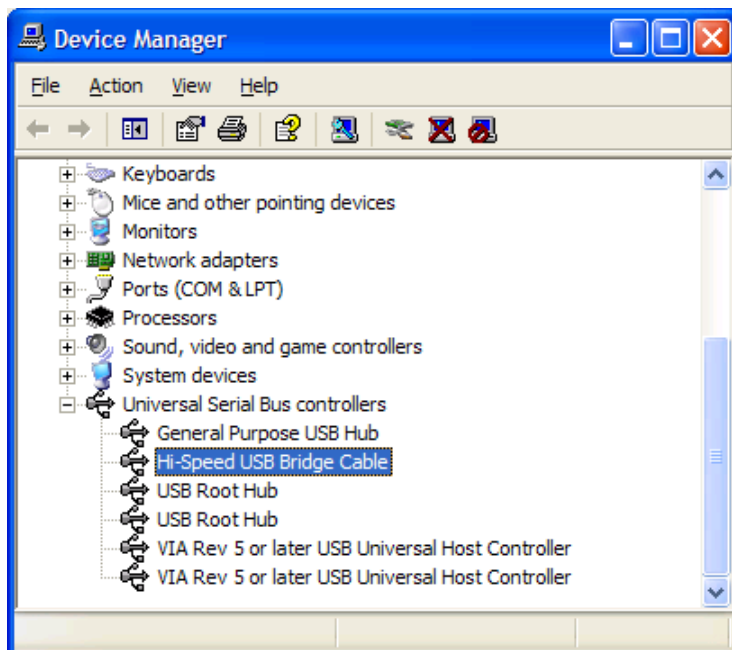 Device Manager
File Action View Help
Keyboards
Mice and other pointing devices
Monitors
Network adapters
Ports (COM & LPT)
Processors
Sound, video and game controllers
System devices
Universal Serial Bus controllers
General Purpose USB Hub
Hi-Speed USB Bridge Cable
USB Root Hub
USB Root Hub
VIA Rev 5 or later USB Universal Host Controller
VIA Rev 5 or later USB Universal Host Controller